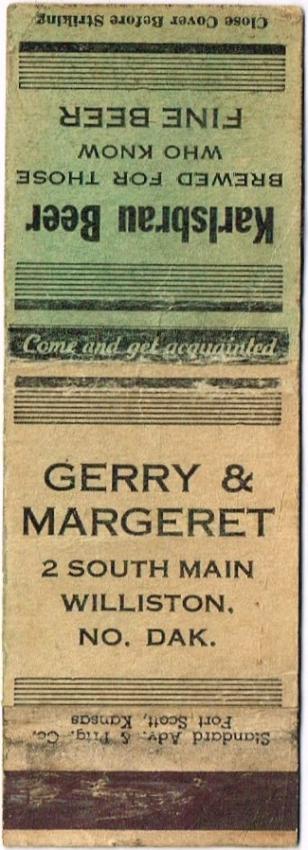 Close Cover Before Striking
Karlsbrau Beer
BREWED FOR THOSE
WHO KNOW
FINE BEER
Come and get acquainted
GERRY &
MARGERET
2 SOUTH MAIN
WILLISTON,
NO. DAK.
Standard Adv. & Prtg. Co.
Fort Scott, Kansas